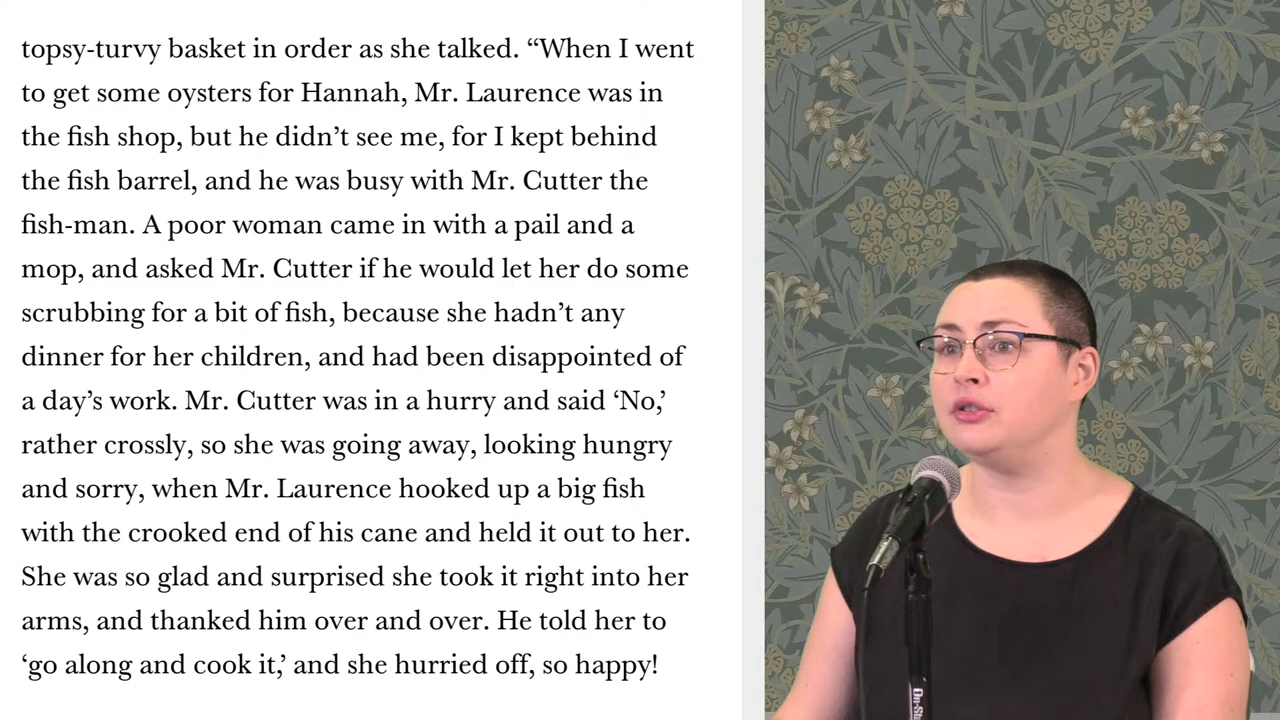 topsy-turvy basket in order as she talked. “When I went
to get some oysters for Hannah, Mr. Laurence was in
the fish shop, but he didn’t see me, for I kept behind
the fish barrel, and he was busy with Mr. Cutter the
fish-man. A poor woman came in with a pail and a
mop, and asked Mr. Cutter if he would let her do some
scrubbing for a bit of fish, because she hadn’t any
dinner for her children, and had been disappointed of
a day’s work. Mr. Cutter was in a hurry and said ‘No,’
rather crossly, so she was going away, looking hungry
and sorry, when Mr. Laurence hooked up a big fish
with the crooked end of his cane and held it out to her.
She was so glad and surprised she took it right into her
arms, and thanked him over and over. He told her to
‘go along and cook it,’ and she hurried off, so happy!